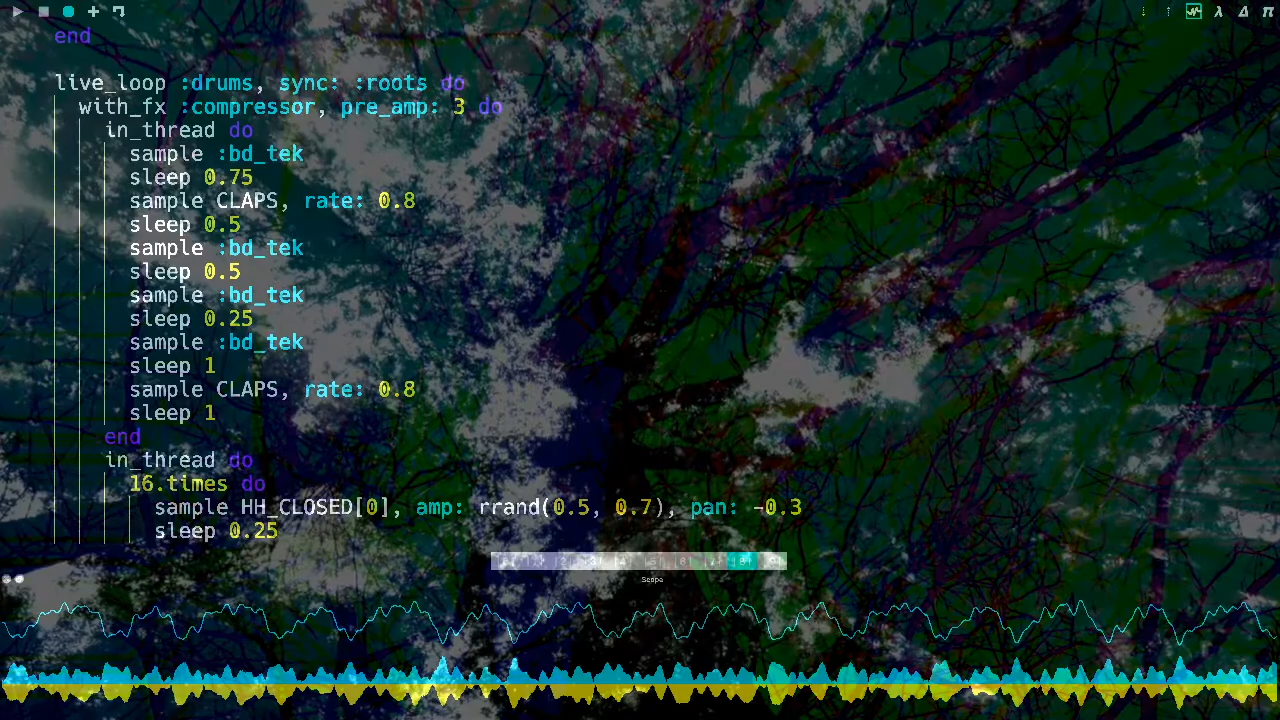 end
live_loop :drums, sync: :roots do
with_fx :compressor, pre_amp: 3 do
in_thread do
sample :bd_tek
sleep 0.75
sample CLAPS, rate: 0.8
sleep 0.5
sample :bd_tek
sleep 0.5
sample :bd_tek
sleep 0.25
sample :bd_tek
sleep 1
sample CLAPS, rate: 0.8
sleep 1
end
in_thread do
16.times do
sample HH_CLOSED[0], amp: rrand(0.5, 0.7), pan: -0.3
sleep 0.25
|8|
Scope